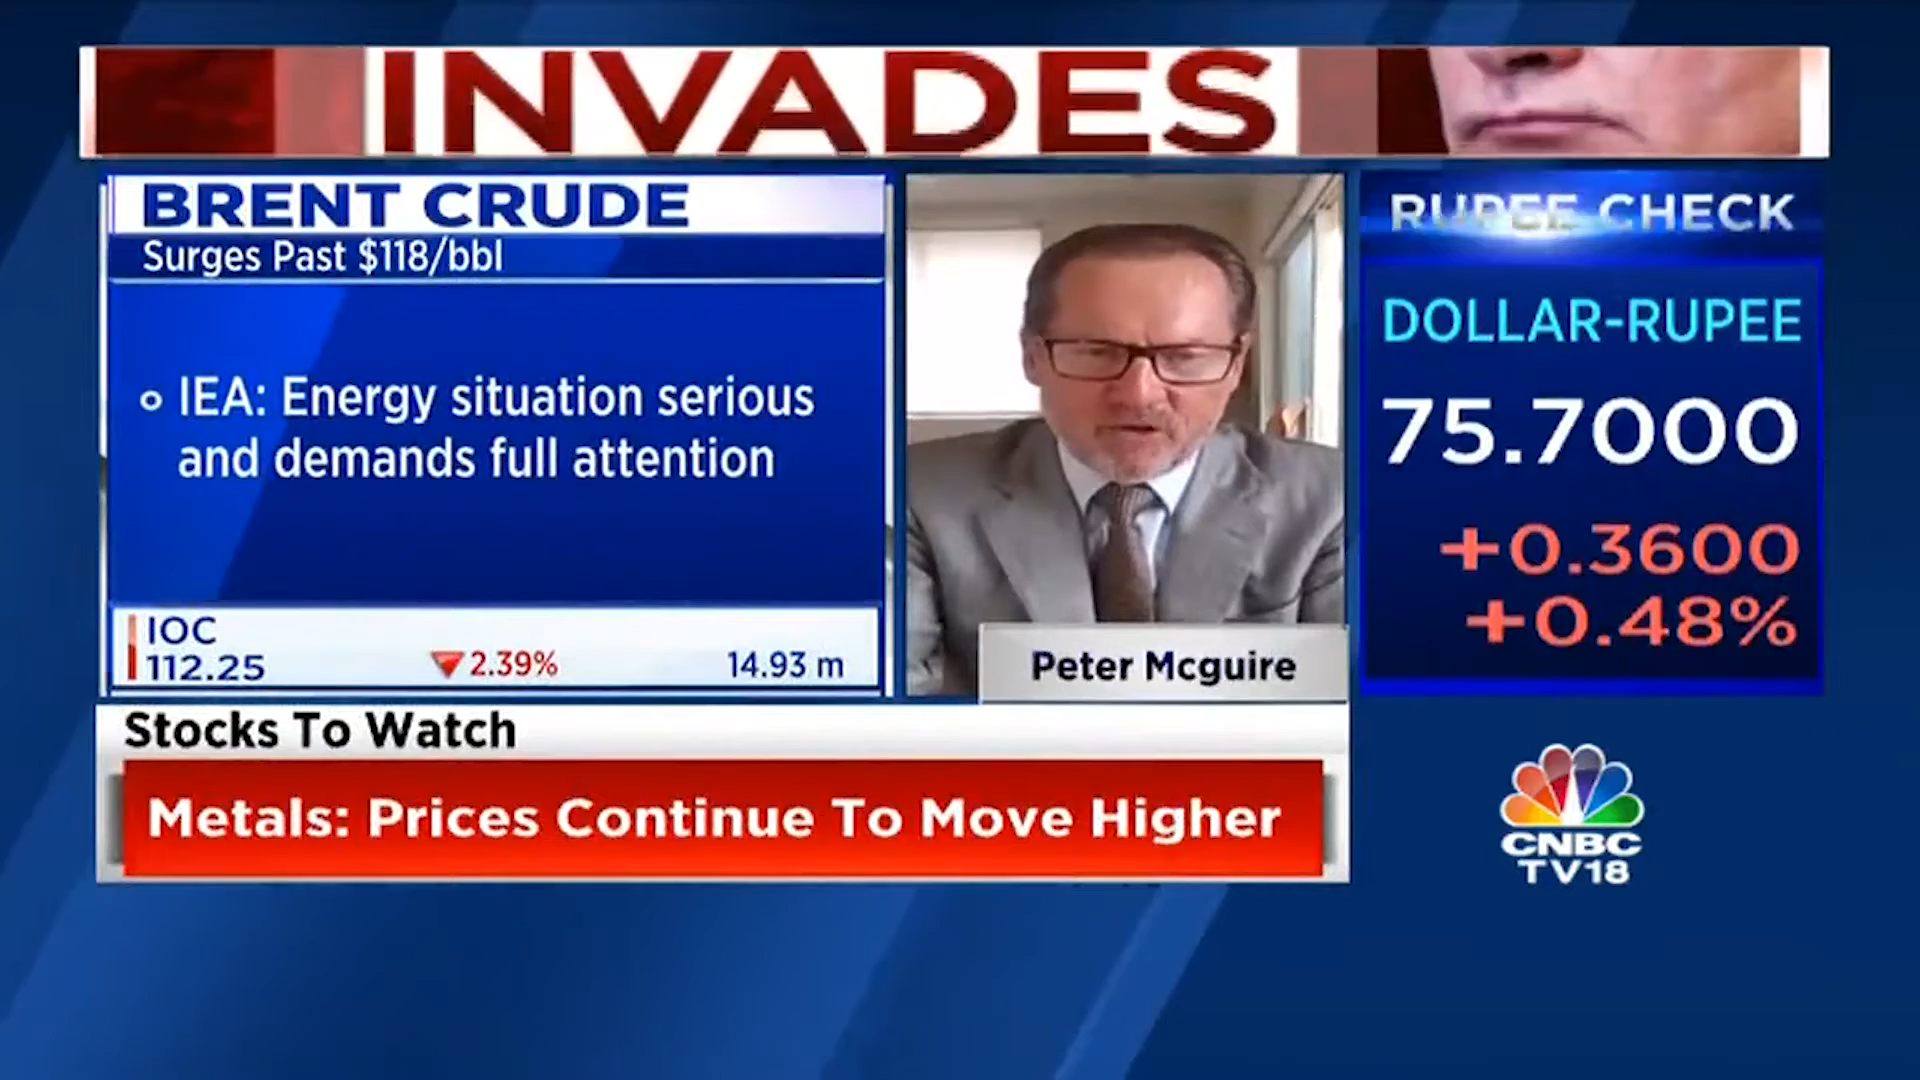 INVADES
BRENT CRUDE
Surges Past $118/bbl
IEA: Energy situation serious
and demands full attention
IOC
112.25 2.39% 14.93 m
Peter Mcguire
RUPEE CHECK
DOLLAR-RUPEE
75.7000
+0.3600
+0.48%
Stocks To Watch
Metals: Prices Continue To Move Higher
CNBC
TV18